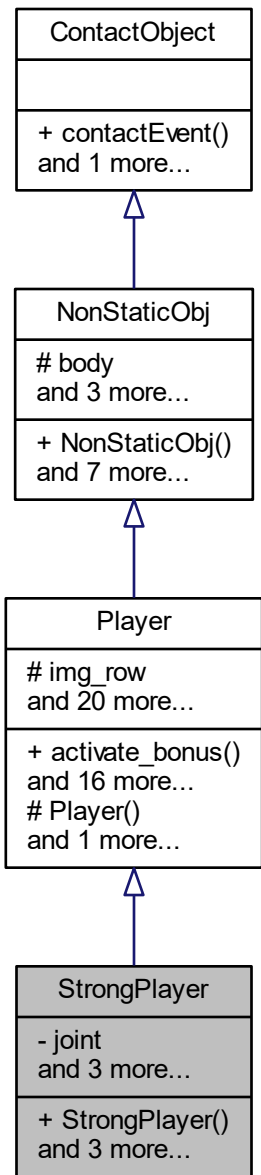 ContactObject
+ contactEvent()
and 1 more...
NonStaticObj
# body
and 3 more...
+ NonStaticObj()
and 7 more...
Player
# img_row
and 20 more...
+ activate_bonus()
and 16 more...
# Player()
and 1 more...
StrongPlayer
- joint
and 3 more...
+ StrongPlayer()
and 3 more...